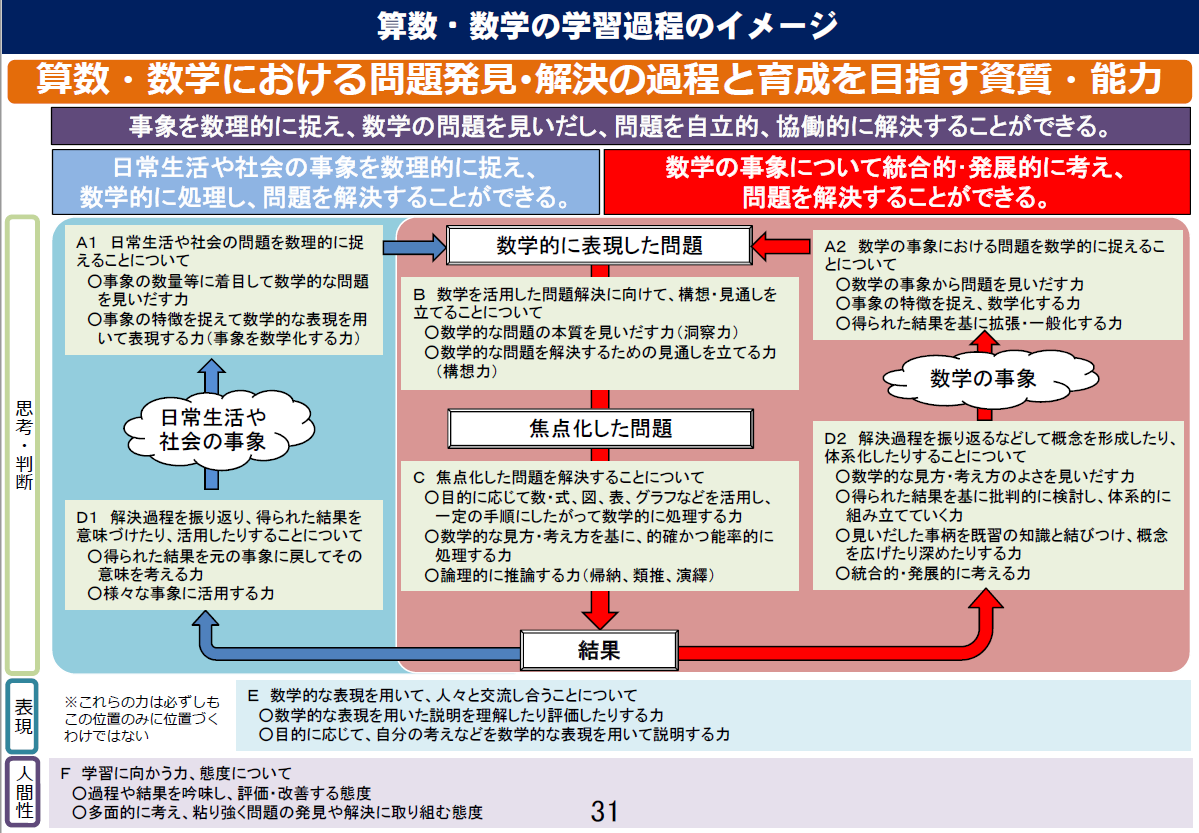 算数・数学の学習過程のイメージ
算数・数学における問題発見・解決の過程と育成を目指す資質・能力
事象を数理的に捉え、数学の問題を見いだし、問題を自立的、協働的に解決することができる。
日常生活や社会の事象を数理的に捉え、
数学的に処理し、問題を解決することができる。
数学の事象について統合的・発展的に考え、
問題を解決することができる。
思考・判断
A1 日常生活や社会の問題を数理的に捉
えることについて
○事象の数量等に着目して数学的な問題
を見いだす力
○事象の特徴を捉えて数学的な表現を用
いて表現する力（事象を数学化する力）
日常生活や
社会の事象
D1 解決過程を振り返り、得られた結果を
意味づけたり、活用したりすることについて
○得られた結果を元の事象に戻してその
意味を考える力
○様々な事象に活用する力
数学的に表現した問題
B 数学を活用した問題解決に向けて、構想・見通しを
立てることについて
○数学的な問題の本質を見いだす力（洞察力）
○数学的な問題を解決するための見通しを立てる力
（構想力）
焦点化した問題
C 焦点化した問題を解決することについて
○目的に応じて数・式、図、表、グラフなどを活用し、
一定の手順にしたがって数学的に処理する力
○数学的な見方・考え方を基に、的確かつ能率的に
処理する力
○論理的に推論する力（帰納、類推、演繹）
結果
A2 数学の事象における問題を数学的に捉えるこ
とについて
○数学の事象から問題を見いだす力
○事象の特徴を捉え、数学化する力
○得られた結果を基に拡張・一般化する力
数学の事象
D2 解決過程を振り返るなどして概念を形成したり、
体系化したりすることについて
○数学的な見方・考え方のよさを見いだす力
○得られた結果を基に批判的に検討し、体系的に
組み立てていく力
○見いだした事柄を既習の知識と結びつけ、概念
を広げたり深めたりする力
○統合的・発展的に考える力
表現
※これらの力は必ずしも
この位置のみに位置づく
わけではない
E 数学的な表現を用いて、人々と交流し合うことについて
○数学的な表現を用いた説明を理解したり評価したりする力
○目的に応じて、自分の考えなどを数学的な表現を用いて説明する力
人間性
F 学習に向かう力、態度について
○過程や結果を吟味し、評価・改善する態度
○多面的に考え、粘り強く問題の発見や解決に取り組む態度
31